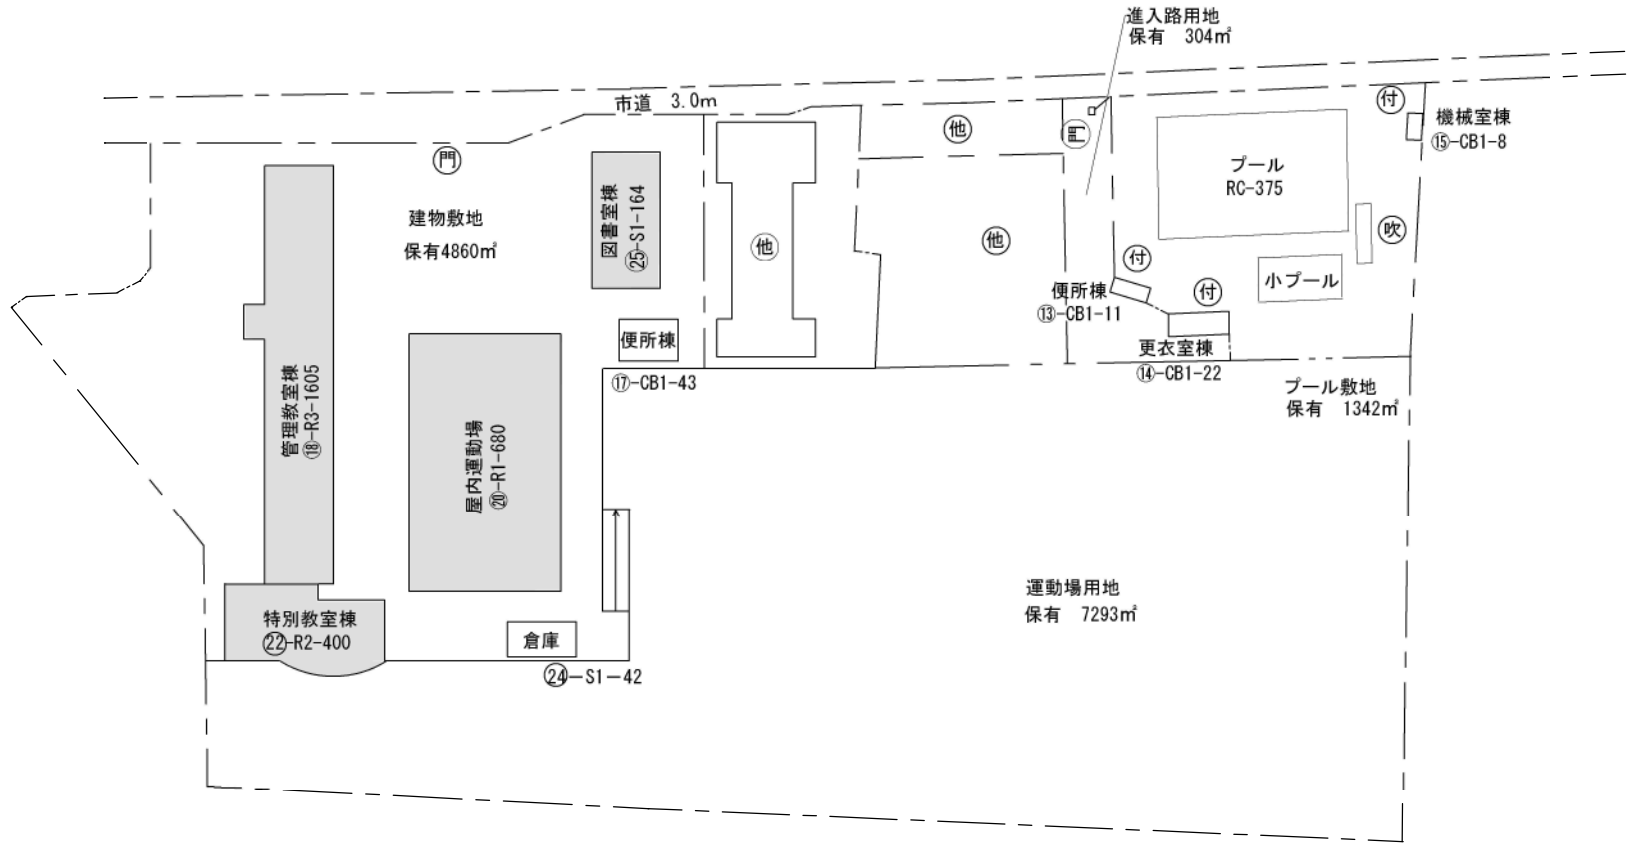 進入路用地
保有 304㎡
市道 3.0m
門
他
門
付
機械室棟
⑮-CB1-8
プール
RC-375
建物敷地
保有4860㎡
図書室棟
㉕-S1-164
他
他
吹
付
小プール
便所棟
⑬-CB1-11
付
更衣室棟
⑭-CB1-22
便所棟
⑰-CB1-43
プール敷地
保有 1342㎡
管理教室棟
⑱-R3-1605
屋内運動場
⑳-R1-680
運動場用地
保有 7293㎡
特別教室棟
㉒-R2-400
倉庫
㉔-S1-42